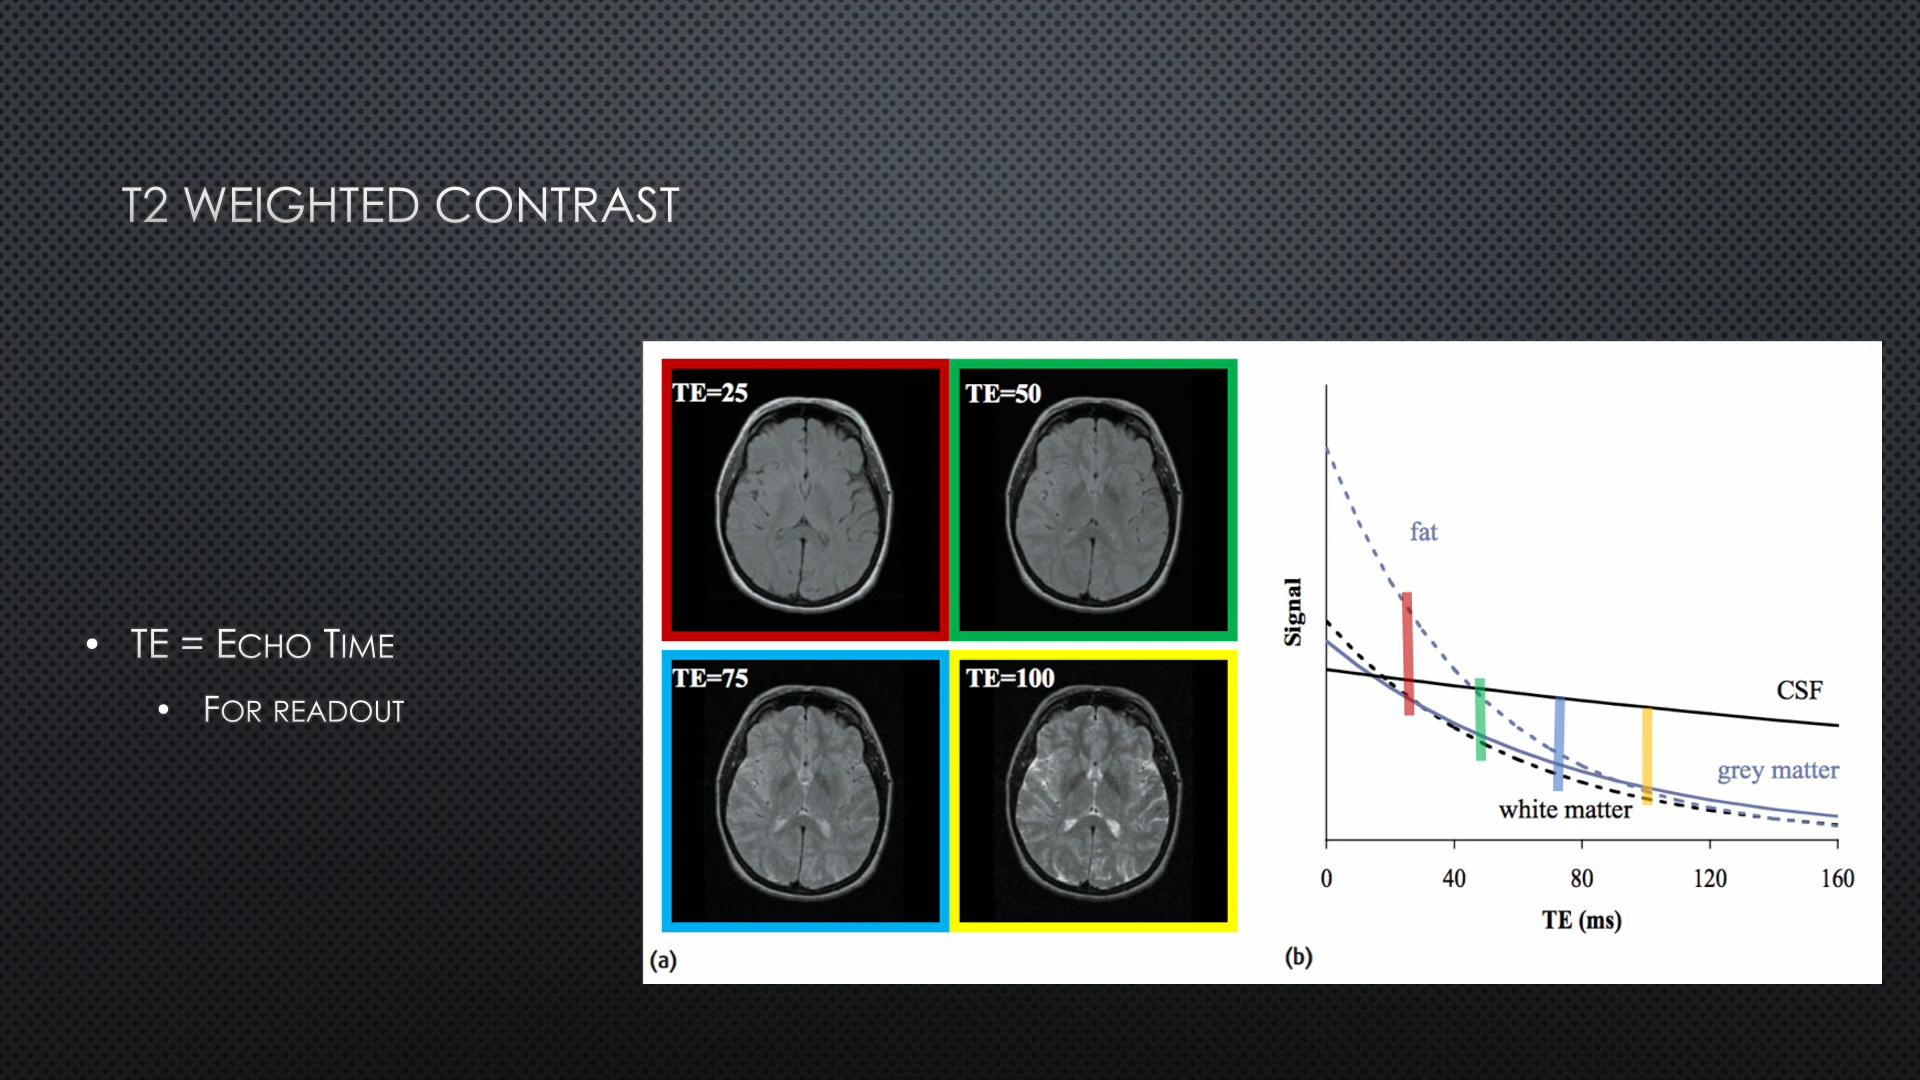 T2 WEIGHTED CONTRAST
• TE = ECHO TIME
• FOR READOUT
TE=25
TE=50
TE=75
TE=100
(a)
Signal
fat
CSF
grey matter
white matter
0 40 80 120 160
TE (ms)
(b)